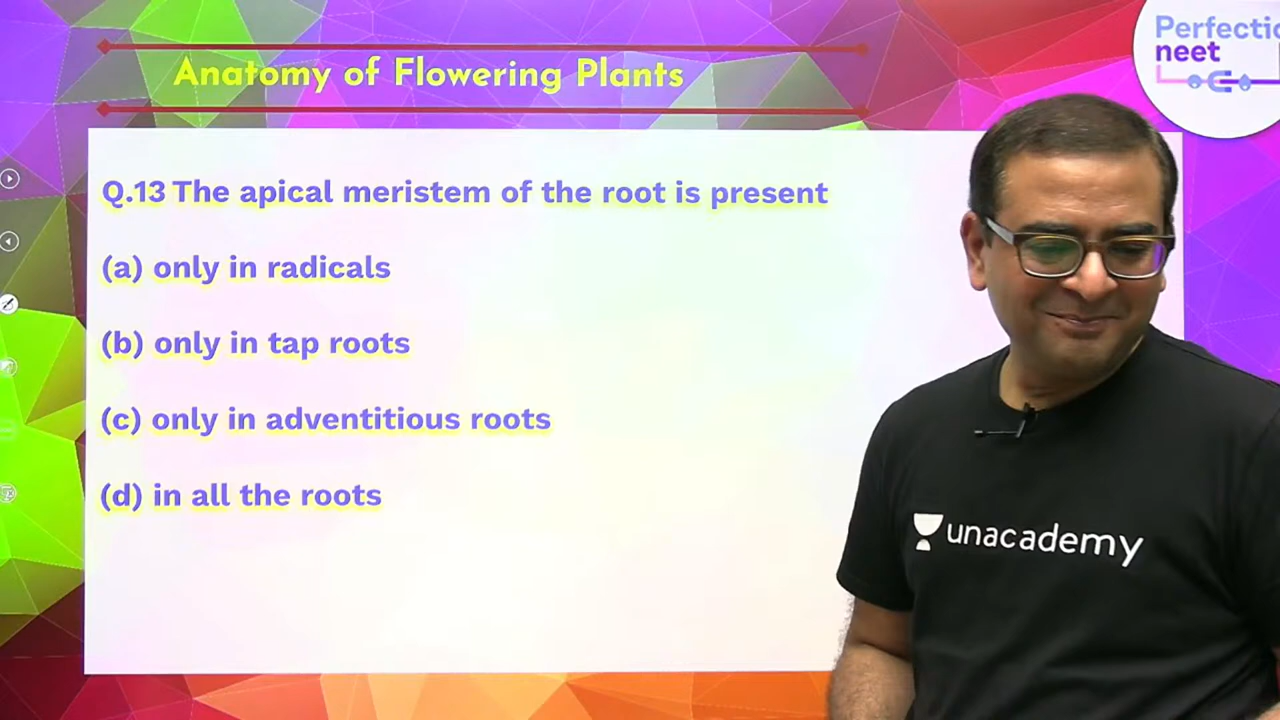 Perfectio
neet
Anatomy of Flowering Plants
Q.13 The apical meristem of the root is present
(a) only in radicals
(b) only in tap roots
(c) only in adventitious roots
(d) in all the roots
unacademy